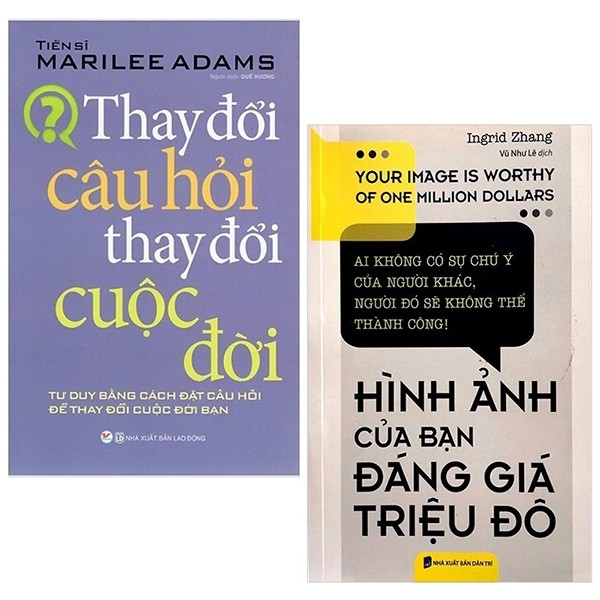 TIẾN SĨ
MARILEE ADAMS
Người dịch: QUẾ HƯƠNG
?
Thay đổi
câu hỏi
thay đổi
cuộc
đời
TƯ DUY BẰNG CÁCH ĐẶT CÂU HỎI
ĐỂ THAY ĐỔI CUỘC ĐỜI BẠN
NHÀ XUẤT BẢN LAO ĐỘNG
Ingrid Zhang
Vũ Như Lê dịch
YOUR IMAGE IS WORTHY
OF ONE MILLION DOLLARS
AI KHÔNG CÓ SỰ CHÚ Ý
CỦA NGƯỜI KHÁC,
NGƯỜI ĐÓ SẼ KHÔNG THỂ
THÀNH CÔNG!
HÌNH ẢNH
CỦA BẠN
ĐÁNG GIÁ
TRIỆU ĐÔ
NHÀ XUẤT BẢN DÂN TRÍ